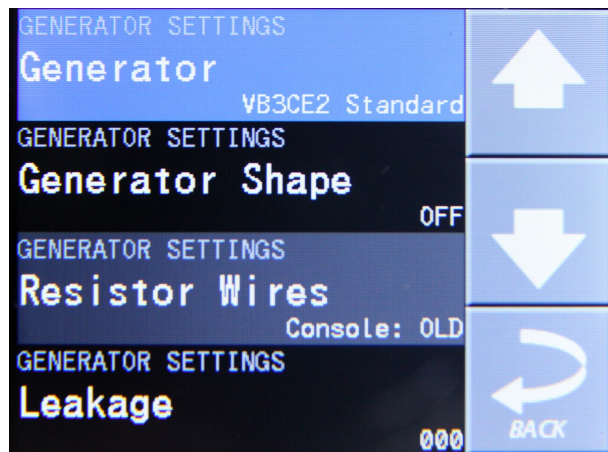 GENERATOR SETTINGS
Generator
VB3CE2 Standard
GENERATOR SETTINGS
Generator Shape
OFF
GENERATOR SETTINGS
Resistor Wires
Console: OLD
GENERATOR SETTINGS
Leakage
000
BACK